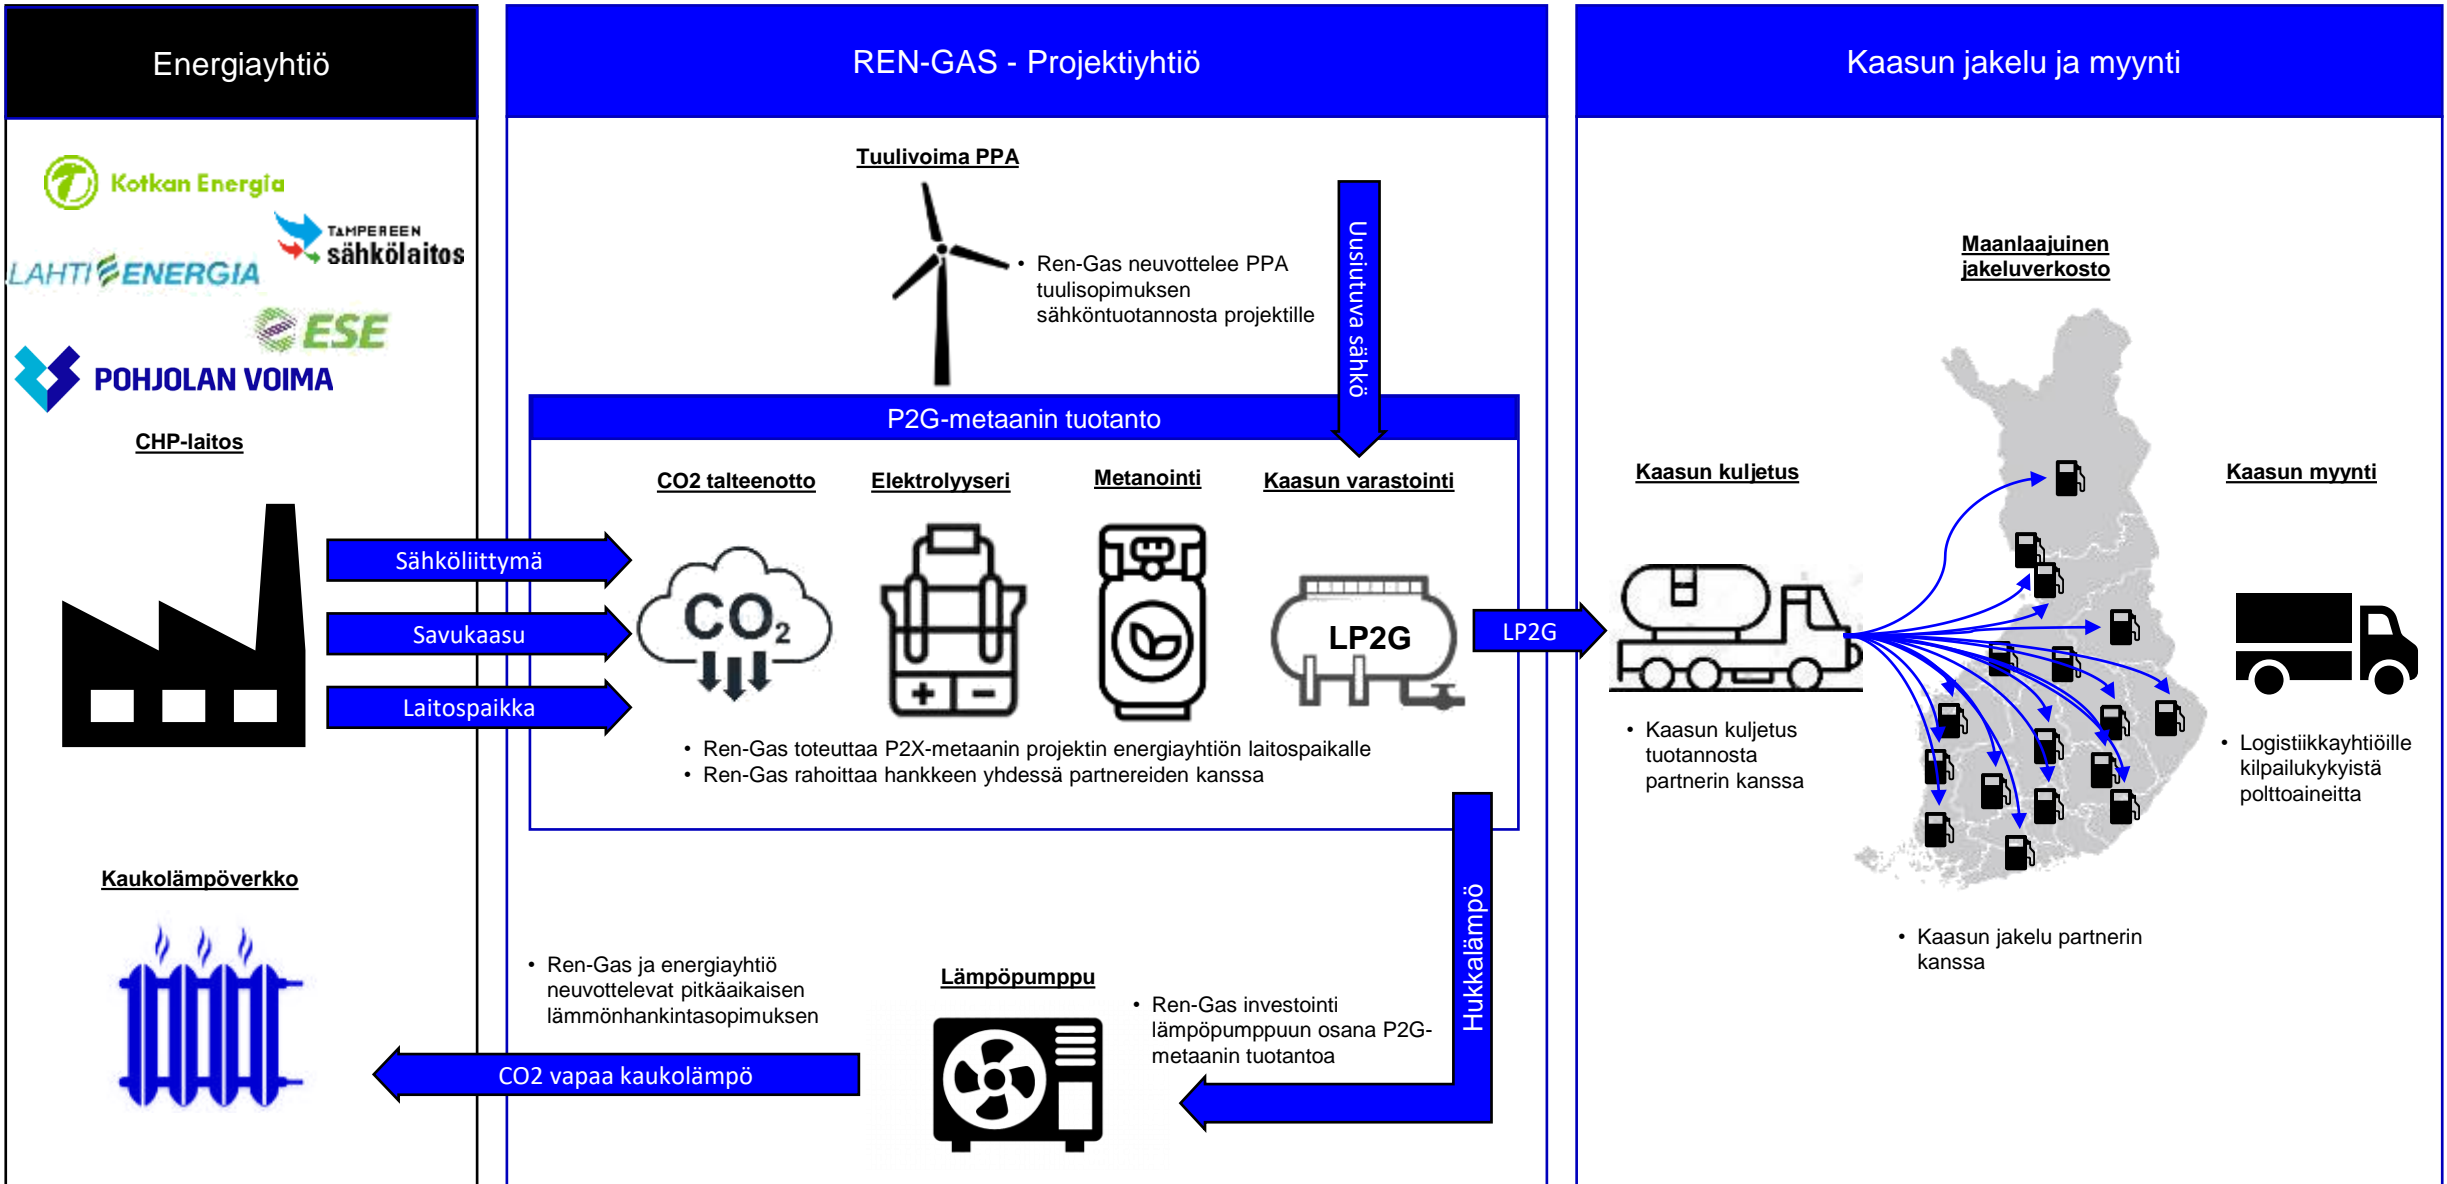 Energiayhtiö
Kotkan Energia
TAMPEREEN
sähkölaitos
LAHTI ENERGIA
ESE
POHJOLAN VOIMA
CHP-laitos
Sähköliittymä
Savukaasu
Laitospaikka
Kaukolämpöverkko
REN-GAS - Projektiyhtiö
Tuulivoima PPA
• Ren-Gas neuvottelee PPA
tuulisopimuksen
sähköntuotannosta projektille
Uusiutuva sähkö
P2G-metaanin tuotanto
CO2 talteenotto
Elektrolyyseri
Metanointi
Kaasun varastointi
CO2
+ −
LP2G
LP2G
• Ren-Gas toteuttaa P2X-metaanin projektin energiayhtiön laitospaikalle
• Ren-Gas rahoittaa hankkeen yhdessä partnereiden kanssa
Hukkalämpö
• Ren-Gas ja energiayhtiö
neuvottelevat pitkäaikaisen
lämmönhankintasopimuksen
Lämpöpumppu
• Ren-Gas investointi
lämpöpumppuun osana P2G-
metaanin tuotantoa
CO2 vapaa kaukolämpö
Kaasun jakelu ja myynti
Maanlaajuinen
jakeluverkosto
Kaasun kuljetus
• Kaasun kuljetus
tuotannosta
partnerin kanssa
Kaasun myynti
• Logistiikkayhtiöille
kilpailukykyistä
polttoaineitta
• Kaasun jakelu partnerin
kanssa